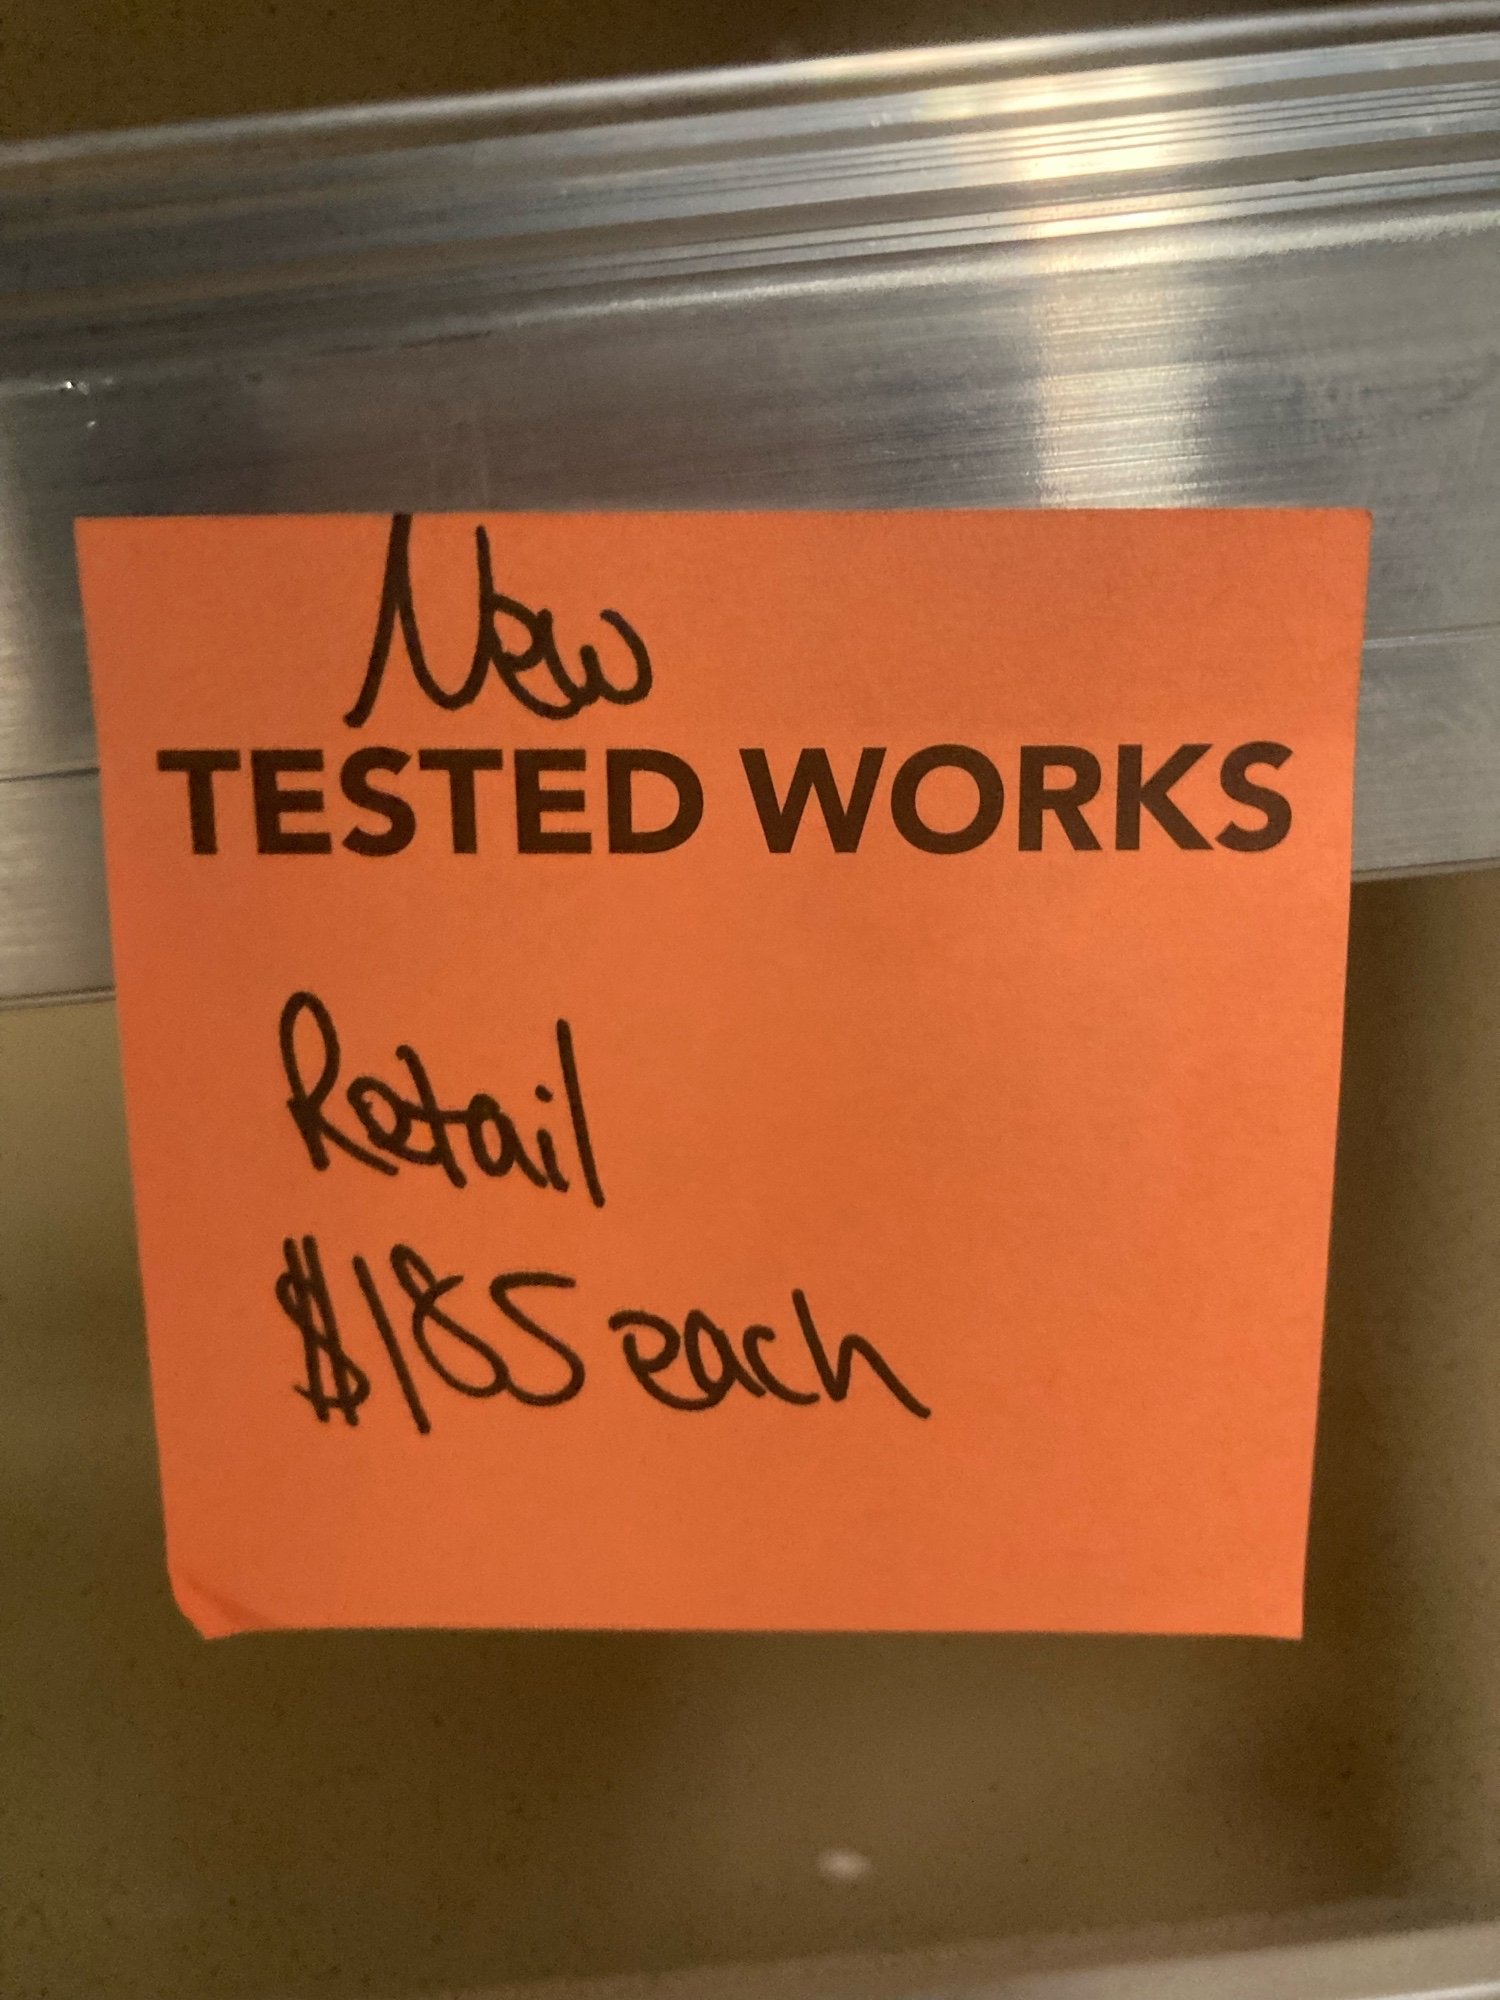 New
TESTED WORKS
Retail
$185 each